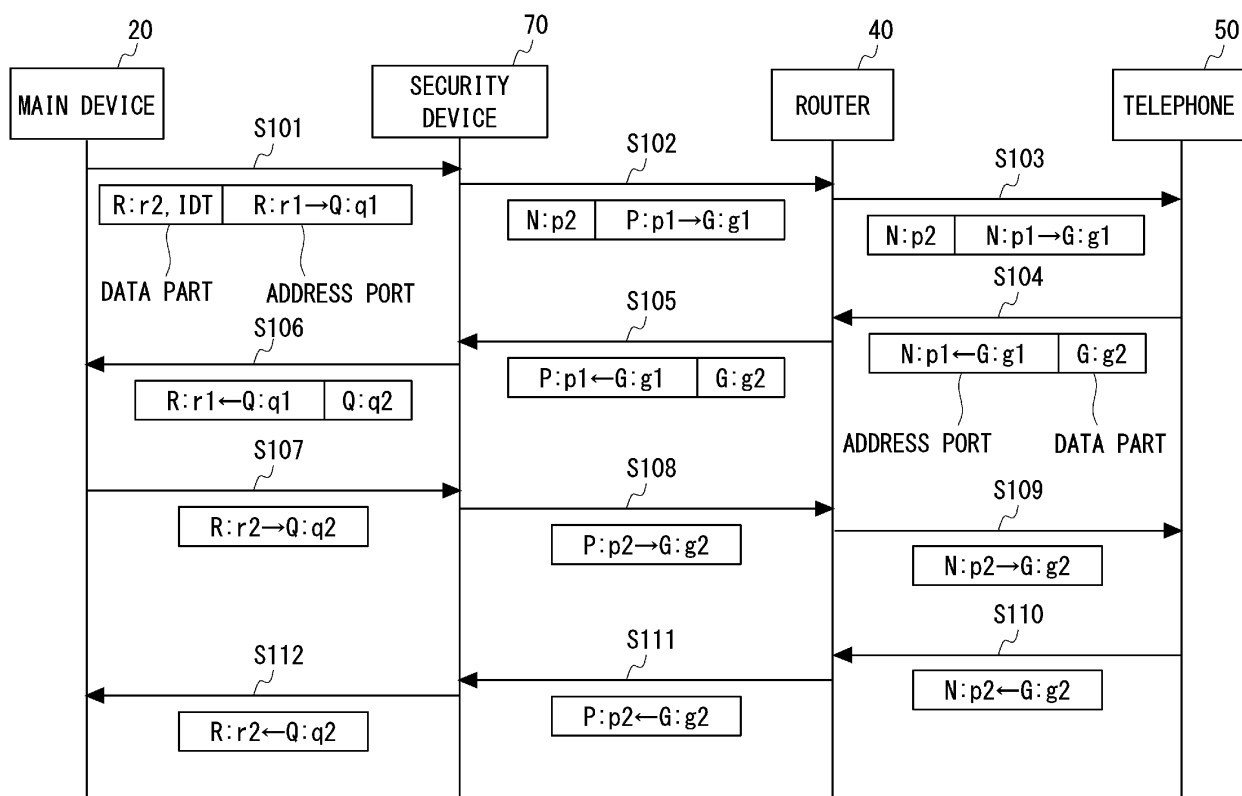 20
70
40
50
MAIN DEVICE
SECURITY
DEVICE
ROUTER
TELEPHONE
S101
S102
S103
R:r2, IDT
R:r1→Q:q1
N:p2
P:p1→G:g1
N:p2
N:p1→G:g1
DATA PART
ADDRESS PORT
S104
S105
S106
N:p1←G:g1
G:g2
P:p1←G:g1
G:g2
R:r1←Q:q1
Q:q2
ADDRESS PORT
DATA PART
S107
S108
S109
R:r2→Q:q2
P:p2→G:g2
N:p2→G:g2
S110
S111
S112
N:p2←G:g2
P:p2←G:g2
R:r2←Q:q2